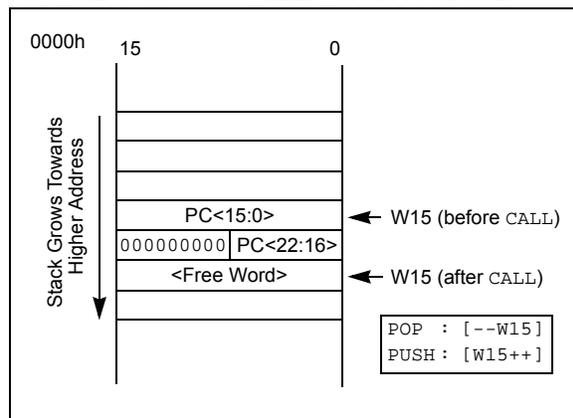 0000h
15 0
Stack Grows Towards
Higher Address
PC<15:0>
W15 (before CALL)
000000000 PC<22:16>
<Free Word>
W15 (after CALL)
POP : [--W15]
PUSH : [W15++]